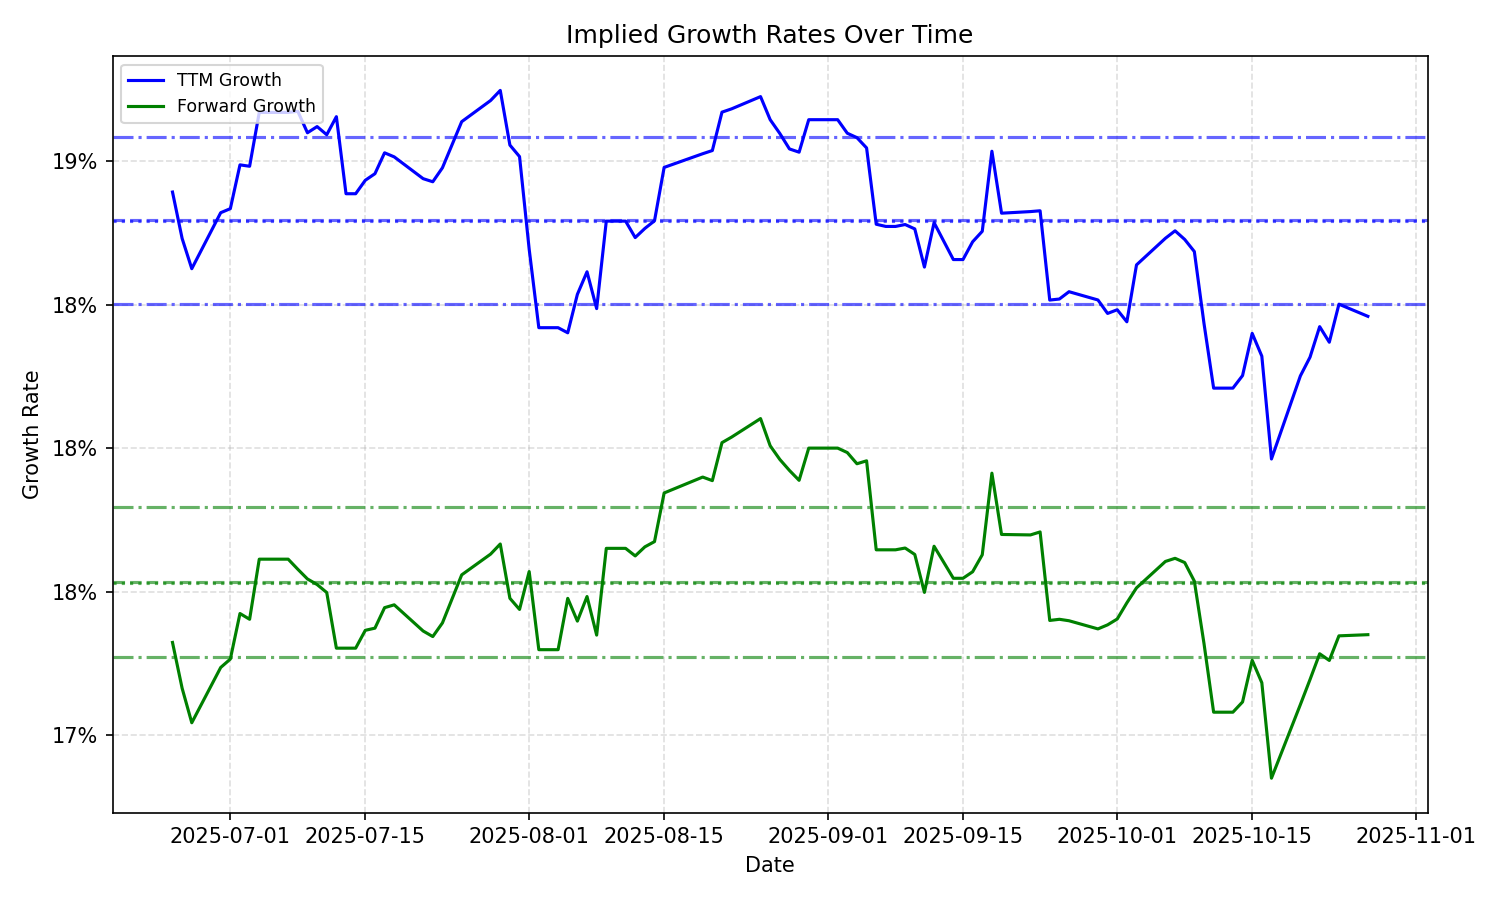 Implied Growth Rates Over Time
TTM Growth
Forward Growth
19%
18%
18%
18%
17%
Growth Rate
2025-07-01
2025-07-15
2025-08-01
2025-08-15
2025-09-01
2025-09-15
2025-10-01
2025-10-15
2025-11-01
Date